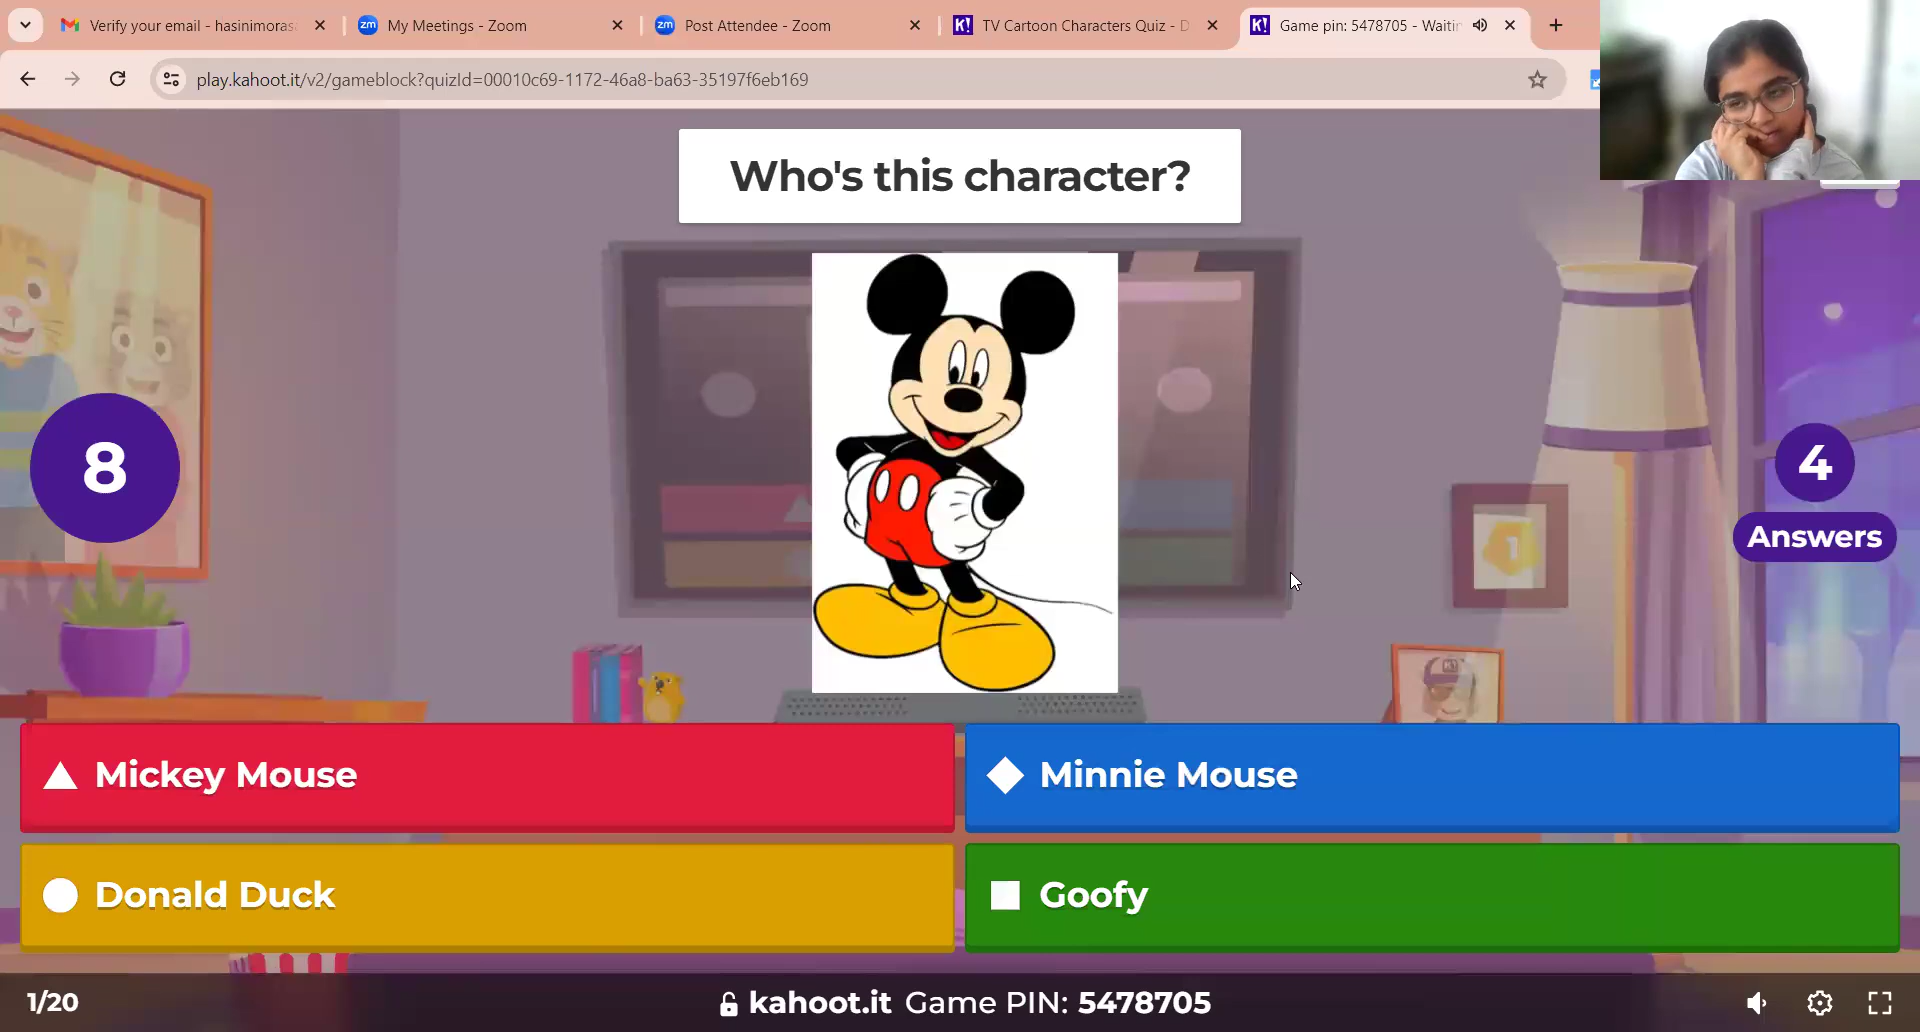 Verify your email - hasinimoras
My Meetings - Zoom
Post Attendee - Zoom
TV Cartoon Characters Quiz - D
Game pin: 5478705 - Waitin
play.kahoot.it/v2/gameblock?quizId=00010c69-1172-46a8-ba63-35197f6eb169
Who's this character?
8
4
Answers
Mickey Mouse
Minnie Mouse
Donald Duck
Goofy
1/20
kahoot.it Game PIN: 5478705